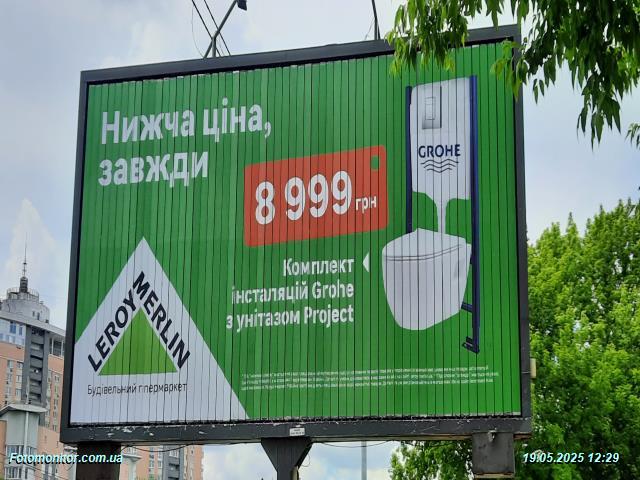 Нижча ціна,
завжди
GROHE
8 999 грн
Комплект
інсталяцій Grohe
з унітазом Project
LEROY MERLIN
Будівельний гіпермаркет
Fotomonitor.com.ua
19.05.2025 12:29